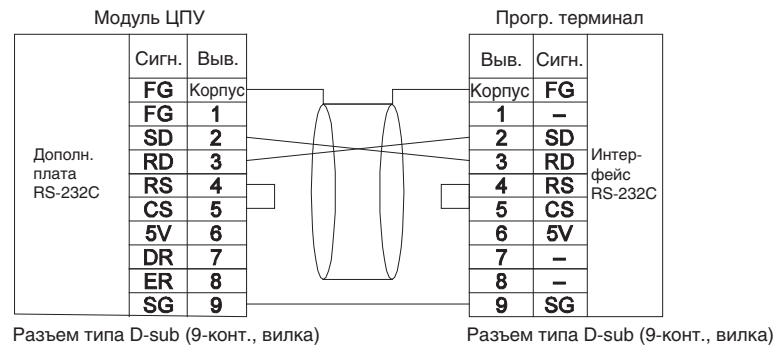 Модуль ЦПУ
Прогр. терминал
Сигн. Выв.
Выв. Сигн.
FG Корпус
Корпус FG
FG 1
1 –
SD 2
2 SD
RD 3
3 RD
RS 4
4 RS
CS 5
5 CS
5V 6
6 5V
DR 7
7 –
ER 8
8 –
SG 9
9 SG
Дополн.
плата
RS-232C
Интер-
фейс
RS-232C
Разъем типа D-sub (9-конт., вилка)
Разъем типа D-sub (9-конт., вилка)